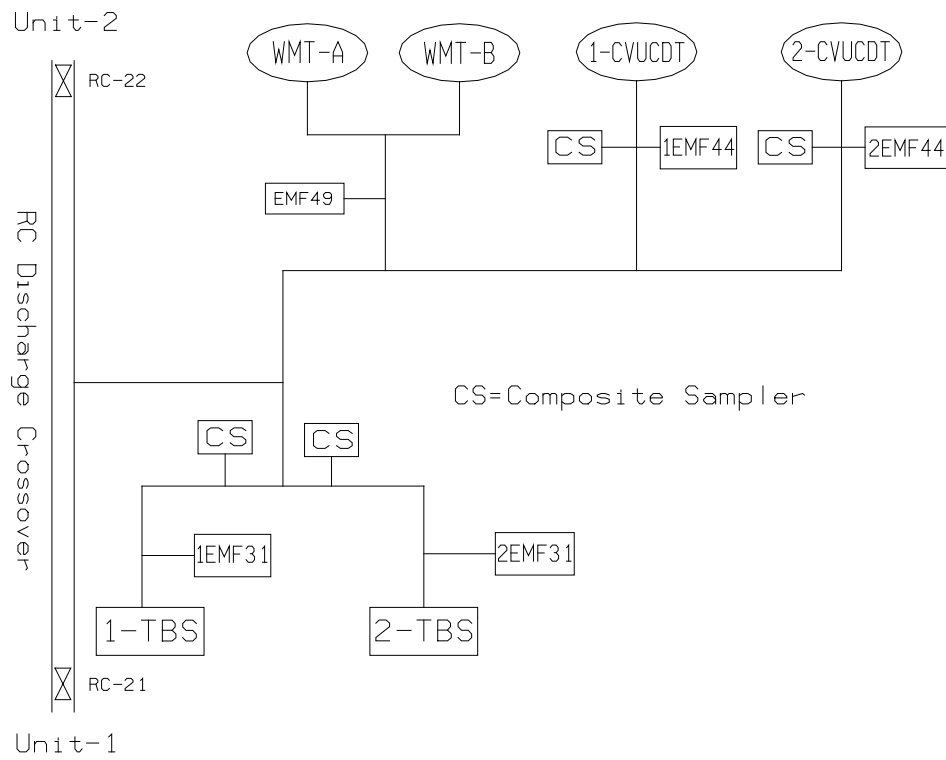 Unit-2
WMT-A
WMT-B
1-CVUCDT
2-CVUCDT
RC-22
CS
1EMF44
CS
2EMF44
EMF49
RC Discharge Crossover
CS=Composite Sampler
CS
CS
1EMF31
2EMF31
1-TBS
2-TBS
RC-21
Unit-1